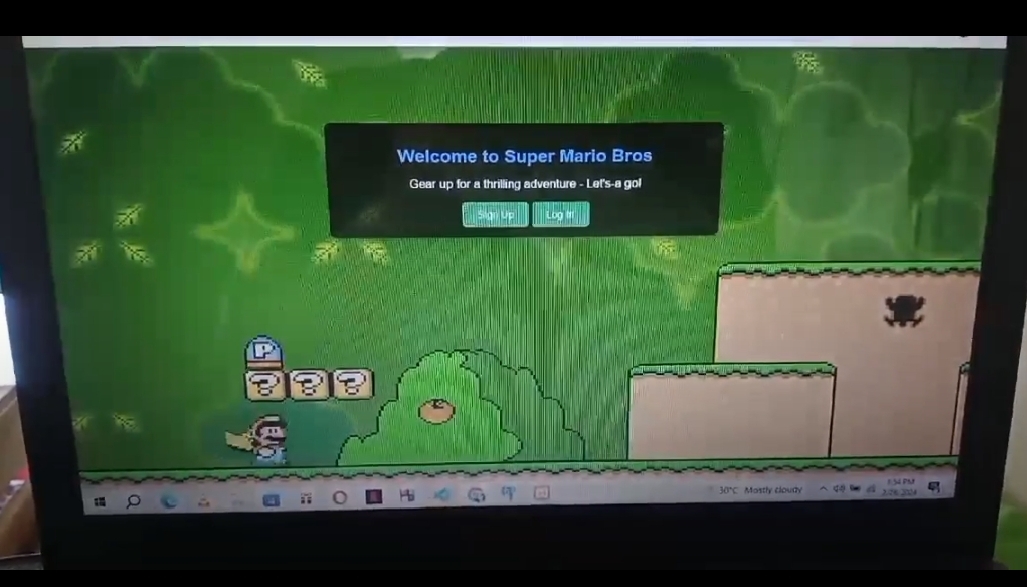 Welcome to Super Mario Bros
Gear up for a thrilling adventure - Let's-a go!
Sign Up
Log In
P
? ? ?
30°C Mostly cloudy